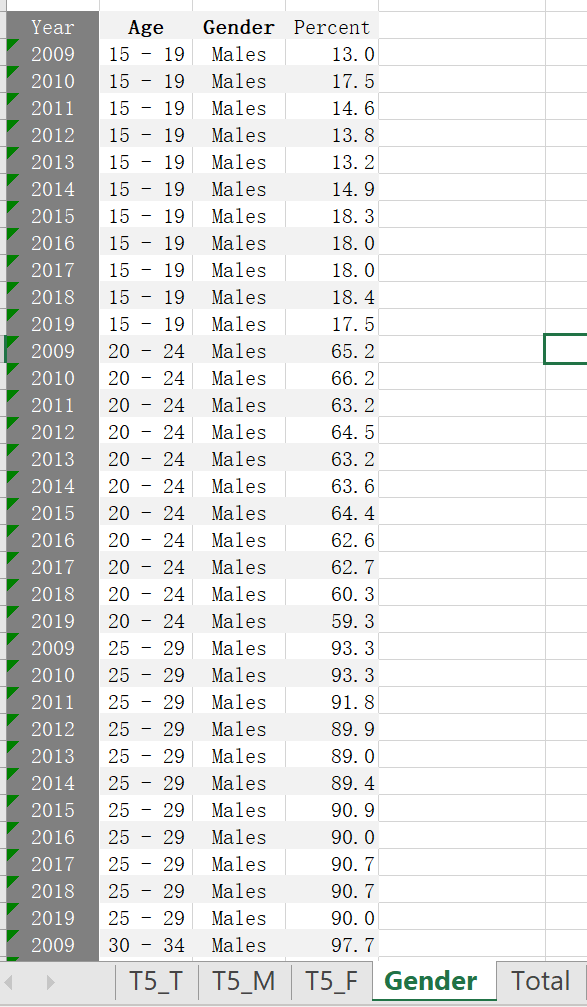 Year Age Gender Percent
2009 15 - 19 Males 13.0
2010 15 - 19 Males 17.5
2011 15 - 19 Males 14.6
2012 15 - 19 Males 13.8
2013 15 - 19 Males 13.2
2014 15 - 19 Males 14.9
2015 15 - 19 Males 18.3
2016 15 - 19 Males 18.0
2017 15 - 19 Males 18.0
2018 15 - 19 Males 18.4
2019 15 - 19 Males 17.5
2009 20 - 24 Males 65.2
2010 20 - 24 Males 66.2
2011 20 - 24 Males 63.2
2012 20 - 24 Males 64.5
2013 20 - 24 Males 63.2
2014 20 - 24 Males 63.6
2015 20 - 24 Males 64.4
2016 20 - 24 Males 62.6
2017 20 - 24 Males 62.7
2018 20 - 24 Males 60.3
2019 20 - 24 Males 59.3
2009 25 - 29 Males 93.3
2010 25 - 29 Males 93.3
2011 25 - 29 Males 91.8
2012 25 - 29 Males 89.9
2013 25 - 29 Males 89.0
2014 25 - 29 Males 89.4
2015 25 - 29 Males 90.9
2016 25 - 29 Males 90.0
2017 25 - 29 Males 90.7
2018 25 - 29 Males 90.7
2019 25 - 29 Males 90.0
2009 30 - 34 Males 97.7
T5_T T5_M T5_F Gender Total